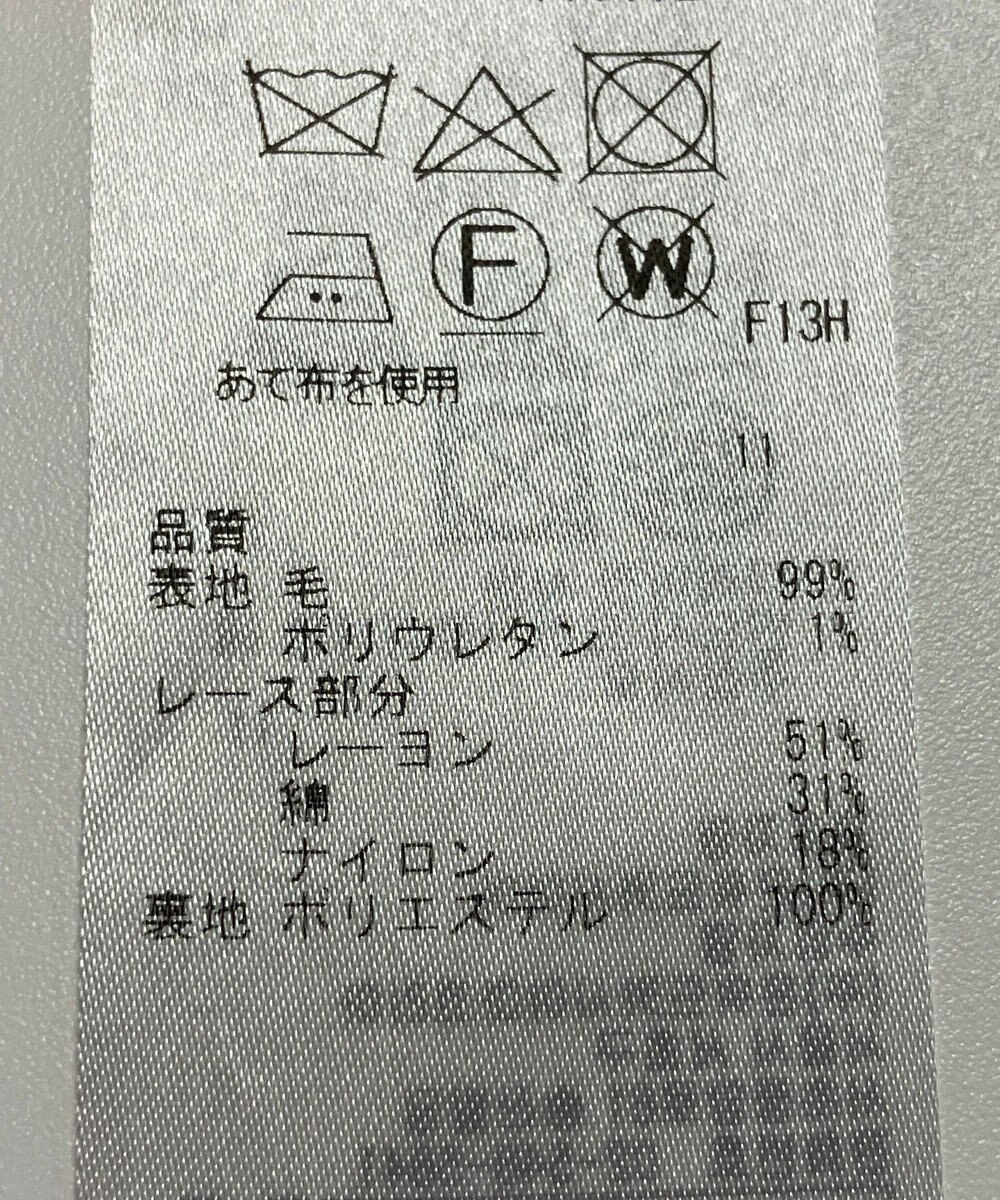 F
W
F13H
あて布を使用
11
品質
表地 毛 99%
ポリウレタン 1%
レース部分
レーヨン 51%
綿 31%
ナイロン 18%
裏地 ポリエステル 100%